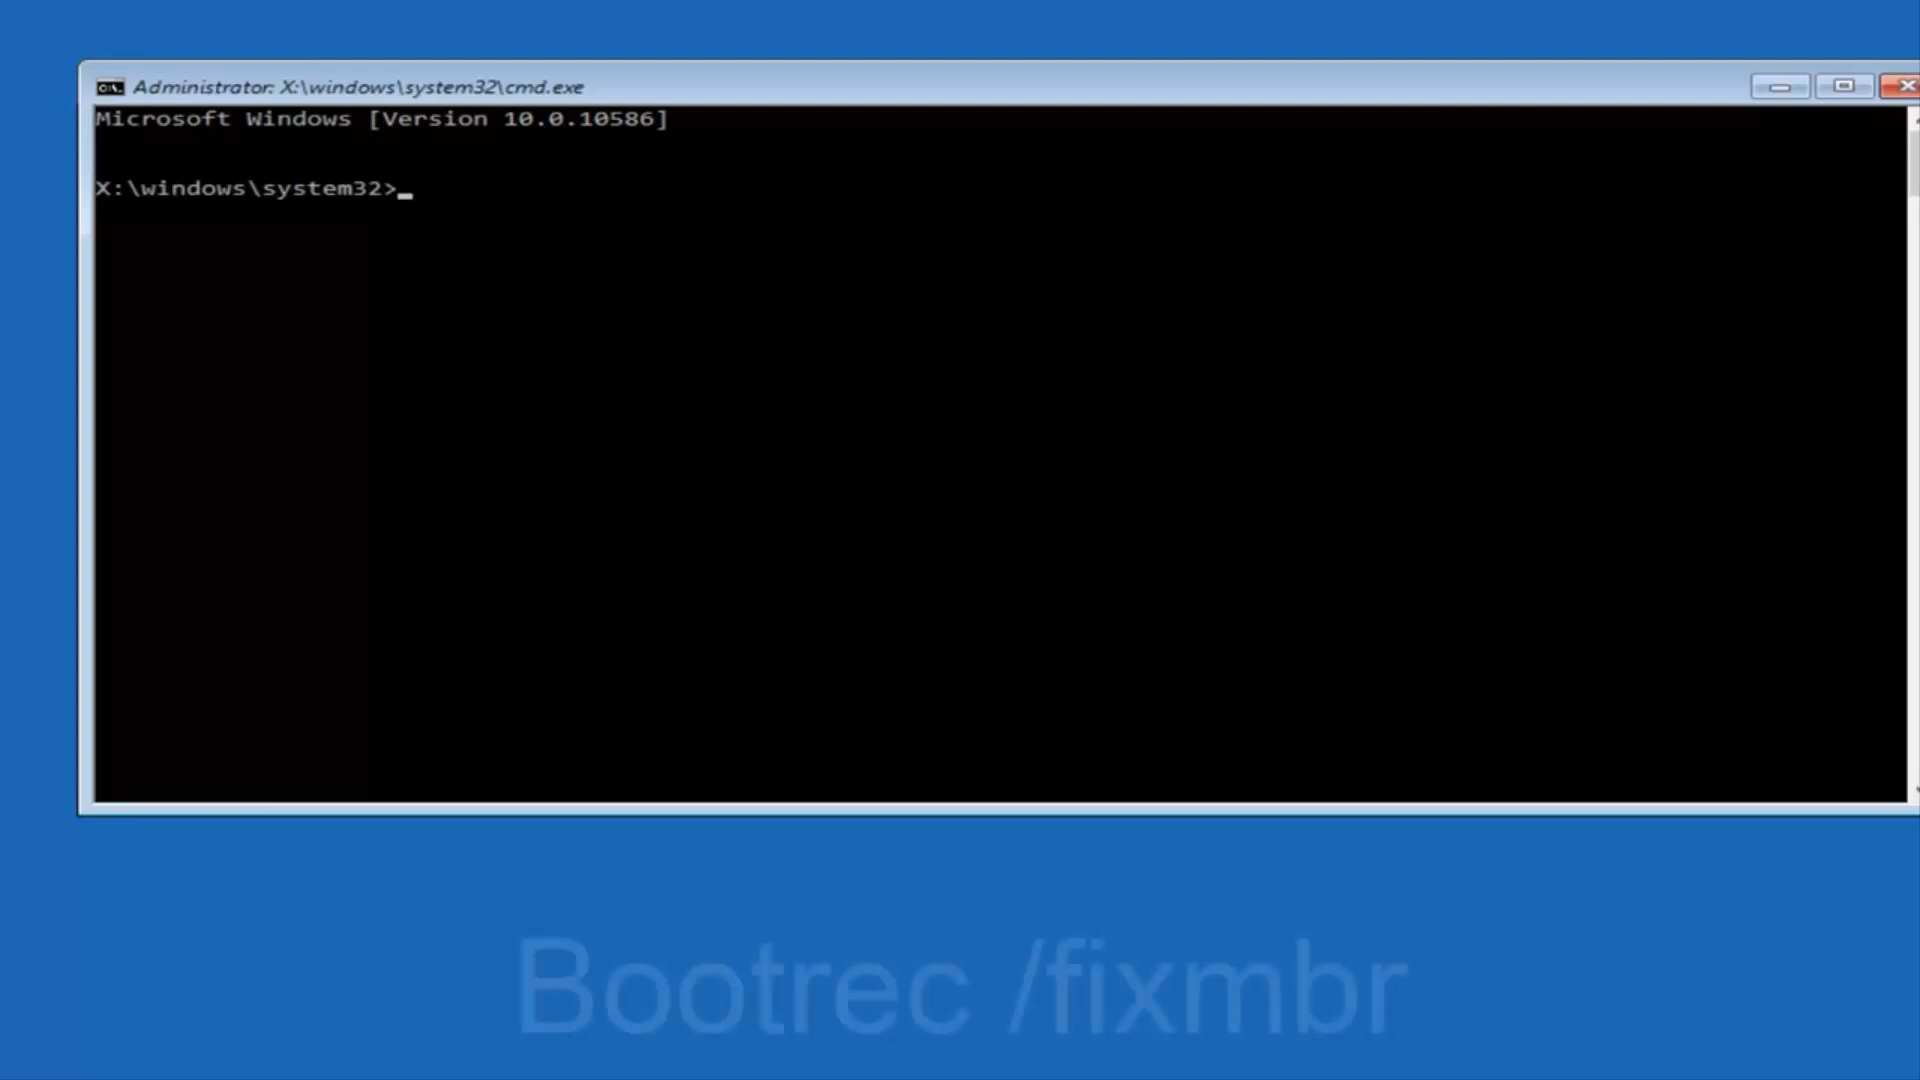 Administrator: X:\windows\system32\cmd.exe
Microsoft Windows [Version 10.0.10586]
X:\windows\system32>
Bootrec /fixmbr